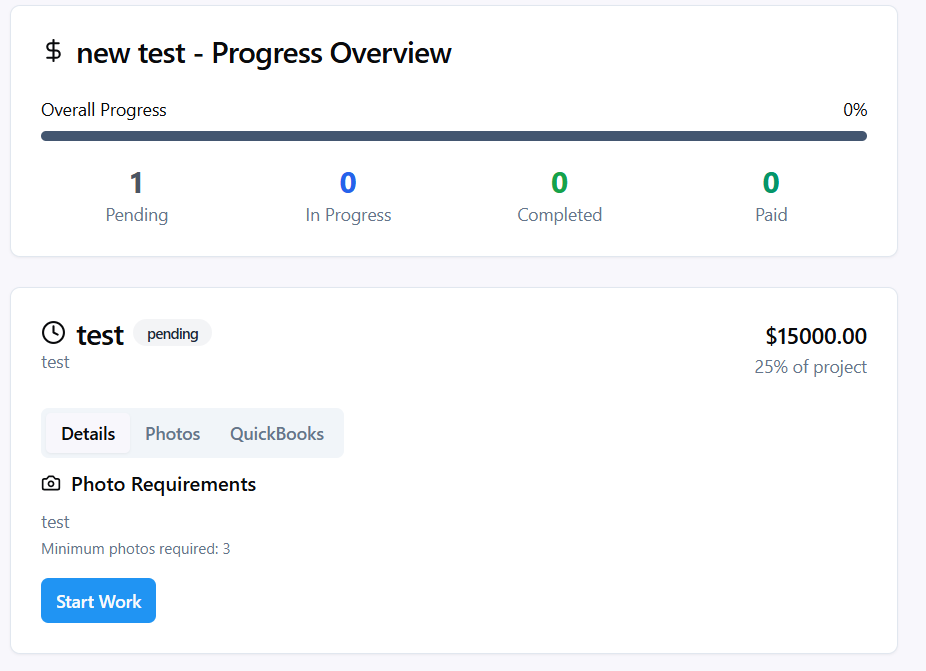 $ new test - Progress Overview
Overall Progress 0%
1 0 0 0
Pending In Progress Completed Paid
test pending $15000.00
test 25% of project
Details Photos QuickBooks
Photo Requirements
test
Minimum photos required: 3
Start Work